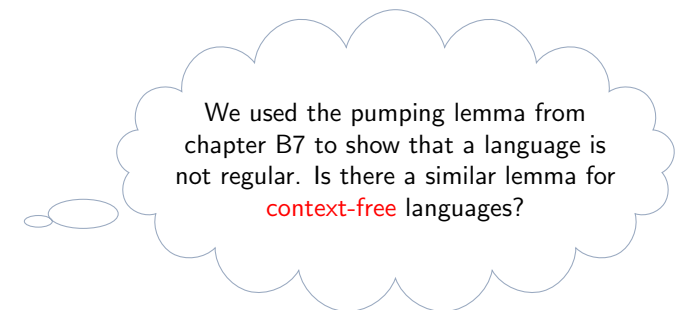 We used the pumping lemma from
chapter B7 to show that a language is
not regular. Is there a similar lemma for
context-free languages?